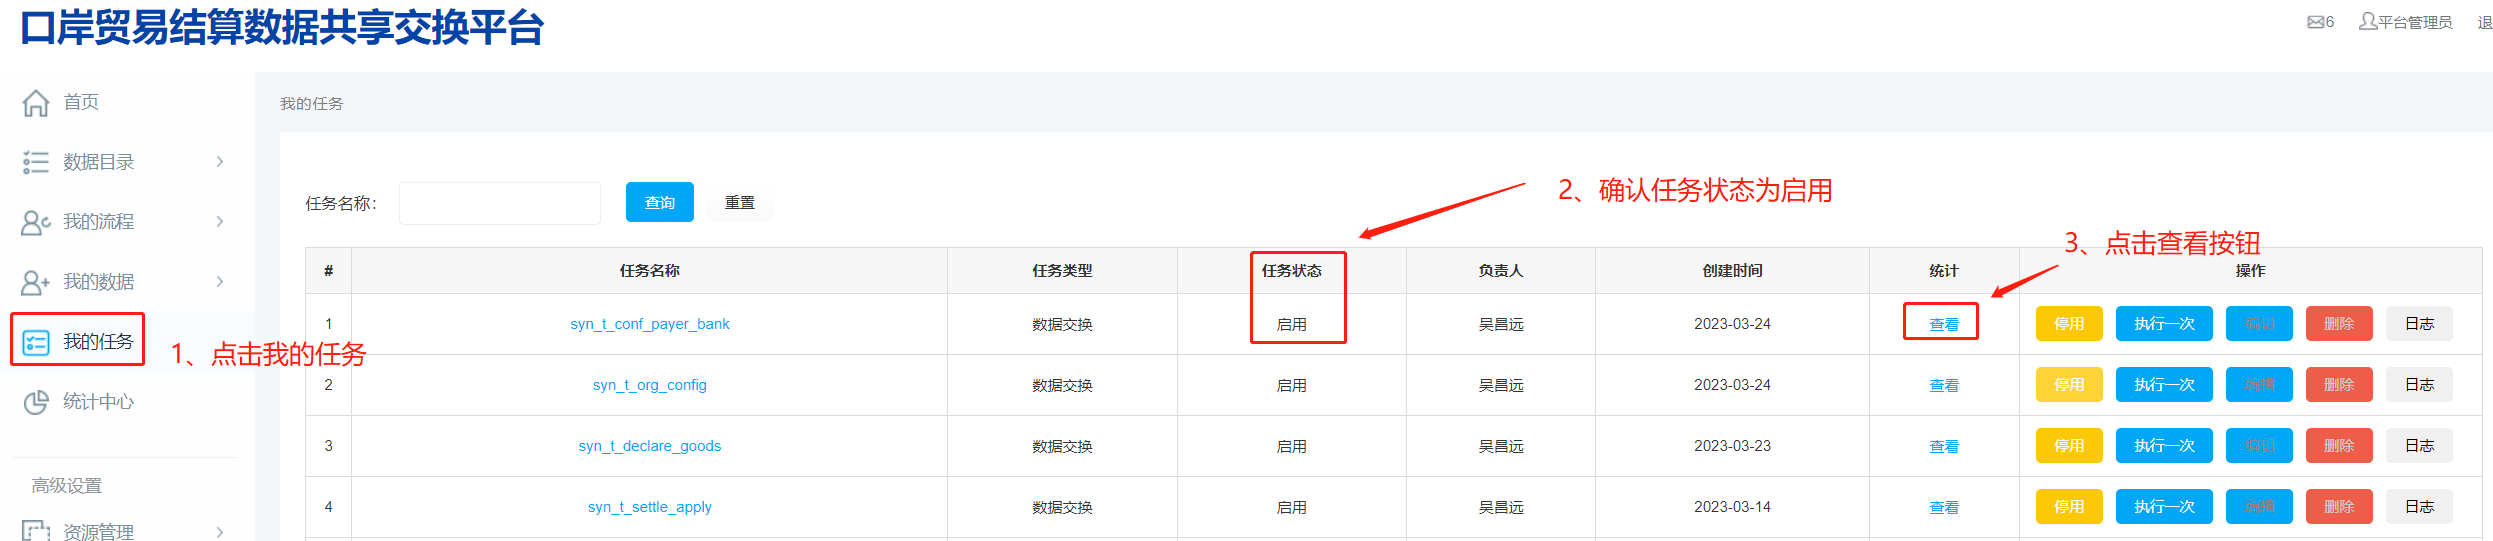 口岸贸易结算数据共享交换平台
6 平台管理员 退
首页
我的任务
数据目录
我的流程
我的数据
我的任务
统计中心
高级设置
资源管理
1、点击我的任务
2、确认任务状态为启用
3、点击查看按钮
任务名称： 查询 重置
# 任务名称 任务类型 任务状态 负责人 创建时间 统计 操作
1 syn_t_conf_payer_bank 数据交换 启用 吴昌远 2023-03-24 查看 停用 执行一次 编辑 删除 日志
2 syn_t_org_config 数据交换 启用 吴昌远 2023-03-24 查看 停用 执行一次 编辑 删除 日志
3 syn_t_declare_goods 数据交换 启用 吴昌远 2023-03-23 查看 停用 执行一次 编辑 删除 日志
4 syn_t_settle_apply 数据交换 启用 吴昌远 2023-03-14 查看 停用 执行一次 编辑 删除 日志